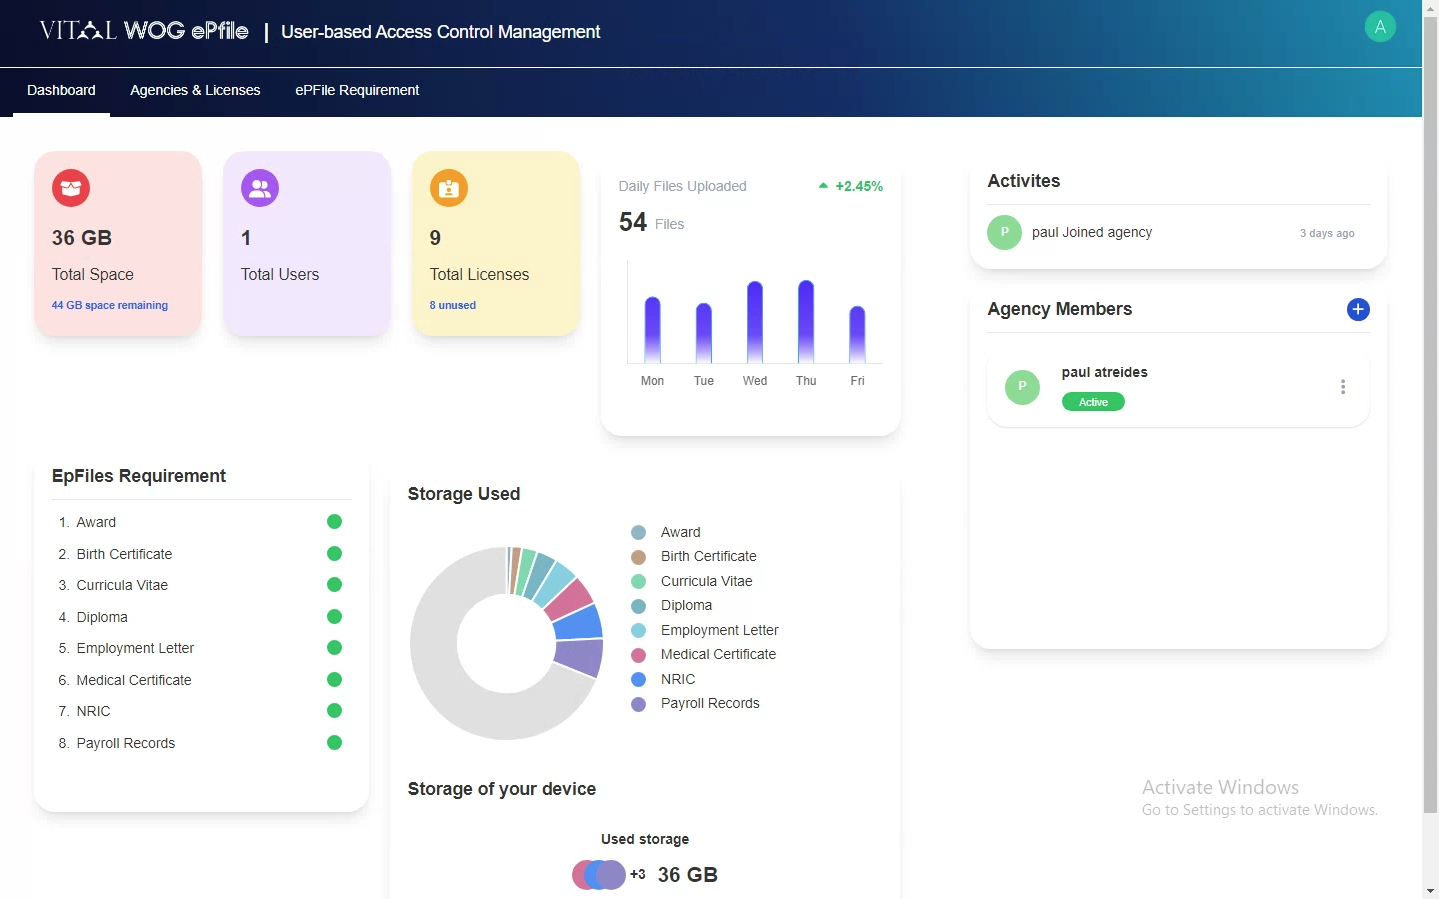 VITAL WOG ePfile | User-based Access Control Management
A
Dashboard
Agencies & Licenses
ePFile Requirement
36 GB
Total Space
44 GB space remaining
1
Total Users
9
Total Licenses
8 unused
Daily Files Uploaded
+2.45%
54 Files
Mon Tue Wed Thu Fri
Activites
P
paul Joined agency
3 days ago
Agency Members
P
paul atreides
Active
EpFiles Requirement
1. Award
2. Birth Certificate
3. Curricula Vitae
4. Diploma
5. Employment Letter
6. Medical Certificate
7. NRIC
8. Payroll Records
Storage Used
Award
Birth Certificate
Curricula Vitae
Diploma
Employment Letter
Medical Certificate
NRIC
Payroll Records
Storage of your device
Used storage
+3 36 GB
Activate Windows
Go to Settings to activate Windows.